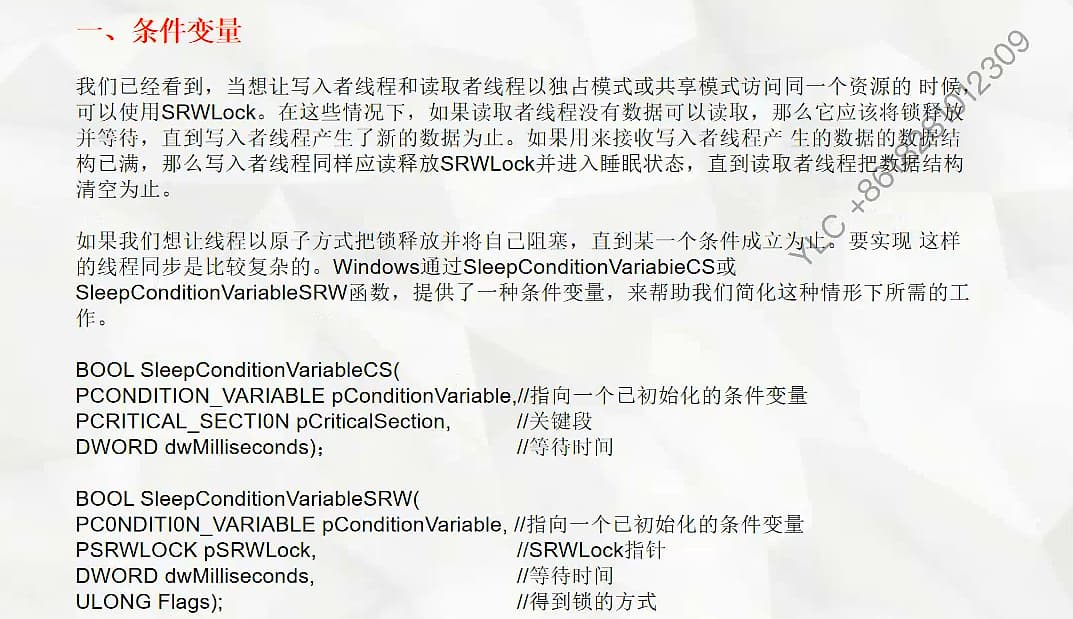 一、条件变量
我们已经看到，当想让写入者线程和读取者线程以独占模式或共享模式访问同一个资源的 时候，
可以使用SRWLock。在这些情况下，如果读取者线程没有数据可以读取，那么它应该将锁释放
并等待，直到写入者线程产生了新的数据为止。如果用来接收写入者线程产 生的数据的数据结
构已满，那么写入者线程同样应读释放SRWLock并进入睡眠状态，直到读取者线程把数据结构
清空为止。
如果我们想让线程以原子方式把锁释放并将自己阻塞，直到某一个条件成立为止。要实现 这样
的线程同步是比较复杂的。Windows通过SleepConditionVariabieCS或
SleepConditionVariableSRW函数，提供了一种条件变量，来帮助我们简化这种情形下所需的工
作。
BOOL SleepConditionVariableCS(
PCONDITION_VARIABLE pConditionVariable,//指向一个已初始化的条件变量
PCRITICAL_SECTI0N pCriticalSection, //关键段
DWORD dwMilliseconds)； //等待时间
BOOL SleepConditionVariableSRW(
PC0NDITI0N_VARIABLE pConditionVariable, //指向一个已初始化的条件变量
PSRWLOCK pSRWLock, //SRWLock指针
DWORD dwMilliseconds, //等待时间
ULONG Flags); //得到锁的方式